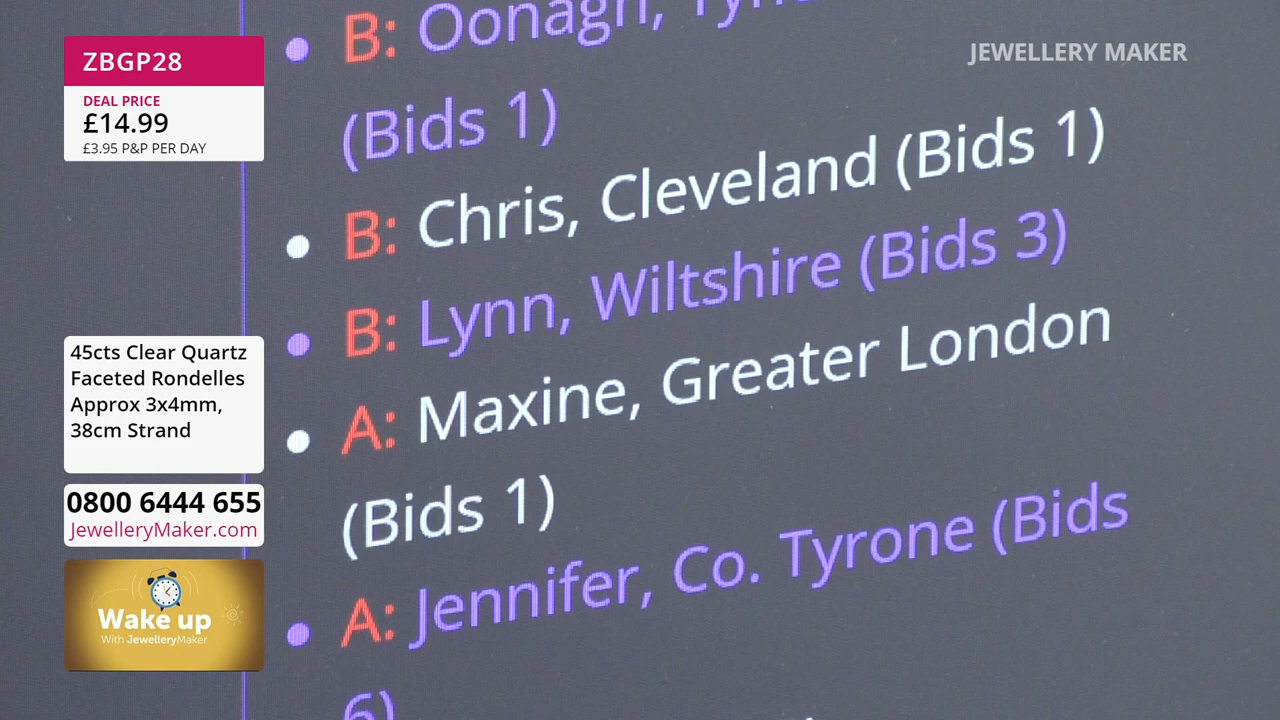 ZBGP28
DEAL PRICE
£14.99
£3.95 P&P PER DAY
JEWELLERY MAKER
B: Oonagh,
(Bids 1)
B: Chris, Cleveland (Bids 1)
B: Lynn, Wiltshire (Bids 3)
A: Maxine, Greater London
(Bids 1)
A: Jennifer, Co. Tyrone (Bids
6)
45cts Clear Quartz
Faceted Rondelles
Approx 3x4mm,
38cm Strand
0800 6444 655
JewelleryMaker.com
Wake up
With JewelleryMaker